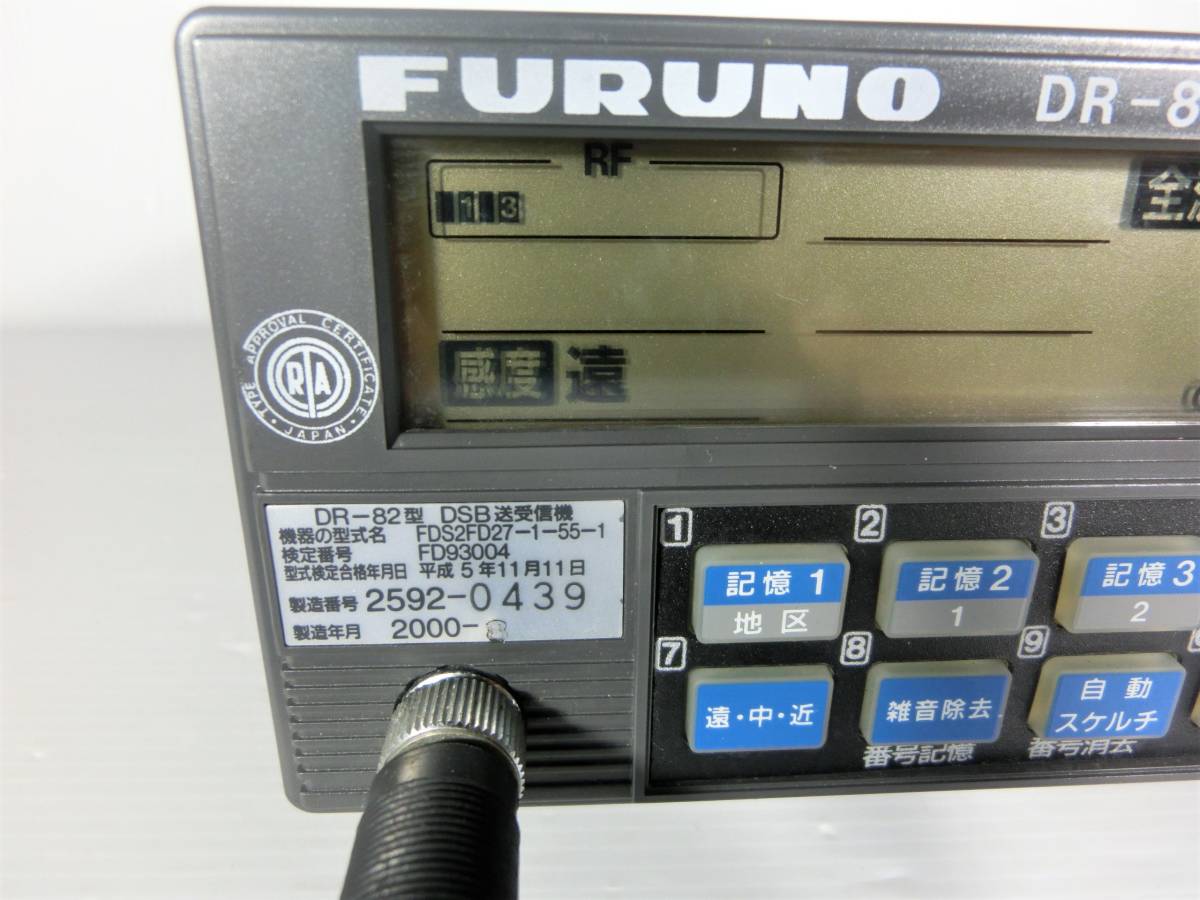 FURUNO DR-8
RF
1 3
感度 遠
TYPE APPROVAL CERTIFICATE
RTA
JAPAN
DR-82型 DSB送受信機
機器の型式名 FDS2FD27-1-55-1
検定番号 FD93004
型式検定合格年月日 平成5年11月11日
製造番号 2592-0439
製造年月 2000-
1 2 3
記憶1 記憶2 記憶3
地区 1 2
7 8 9
遠・中・近 雑音除去 自動
スケルチ
番号記憶 番号消去